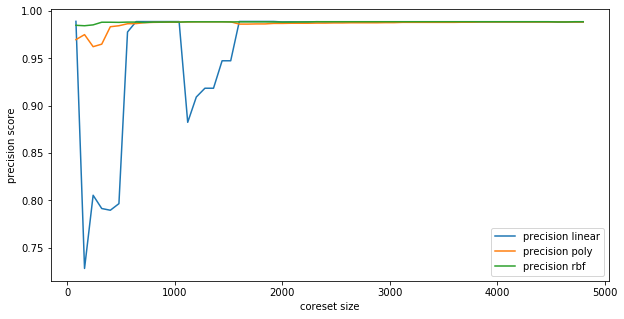 1.00
0.95
0.90
0.85
0.80
0.75
precision score
0
1000
2000
3000
4000
5000
coreset size
precision linear
precision poly
precision rbf